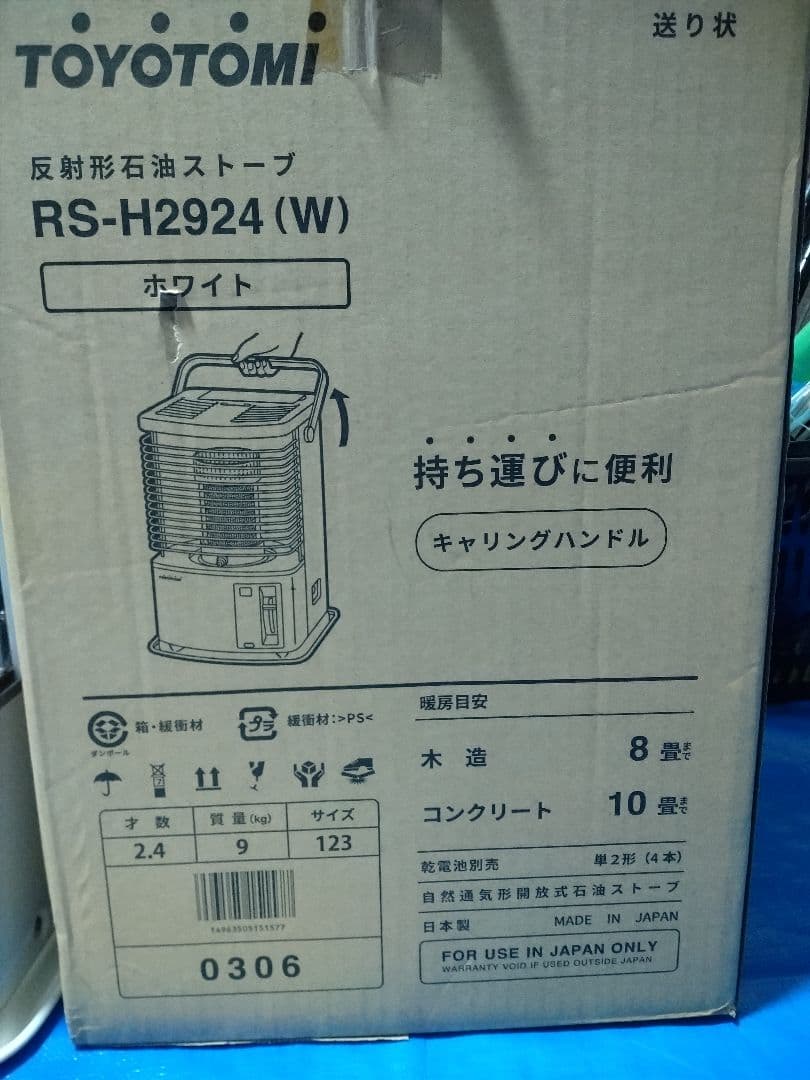 送り状
TOYOTOMI
反射形石油ストーブ
RS-H2924(W)
ホワイト
持ち運びに便利
キャリングハンドル
箱・緩衝材
ダンボール
プラ
緩衝材:>PS<
暖房目安
木造 8畳まで
コンクリート 10畳まで
才数 質量(kg) サイズ
2.4 9 123
乾電池別売 単2形(4本)
自然通気形開放式石油ストーブ
日本製 MADE IN JAPAN
FOR USE IN JAPAN ONLY
WARRANTY VOID IF USED OUTSIDE JAPAN
0306